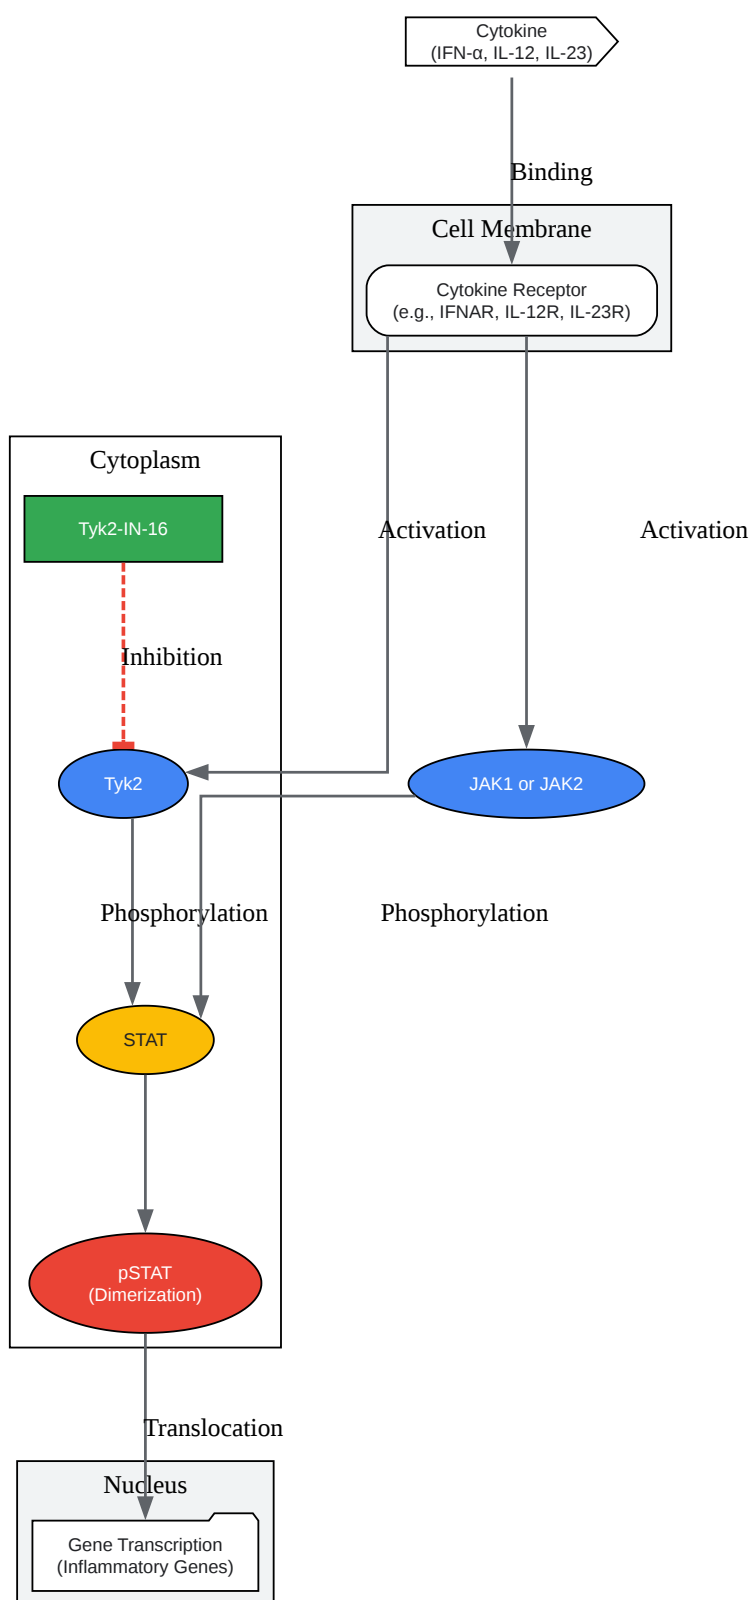 Cytokine
(IFN-α, IL-12, IL-23)
Binding
Cell Membrane
Cytokine Receptor
(e.g., IFNAR, IL-12R, IL-23R)
Cytoplasm
Tyk2-IN-16
Activation
Activation
Inhibition
Tyk2
JAK1 or JAK2
Phosphorylation
Phosphorylation
STAT
pSTAT
(Dimerization)
Translocation
Nucleus
Gene Transcription
(Inflammatory Genes)